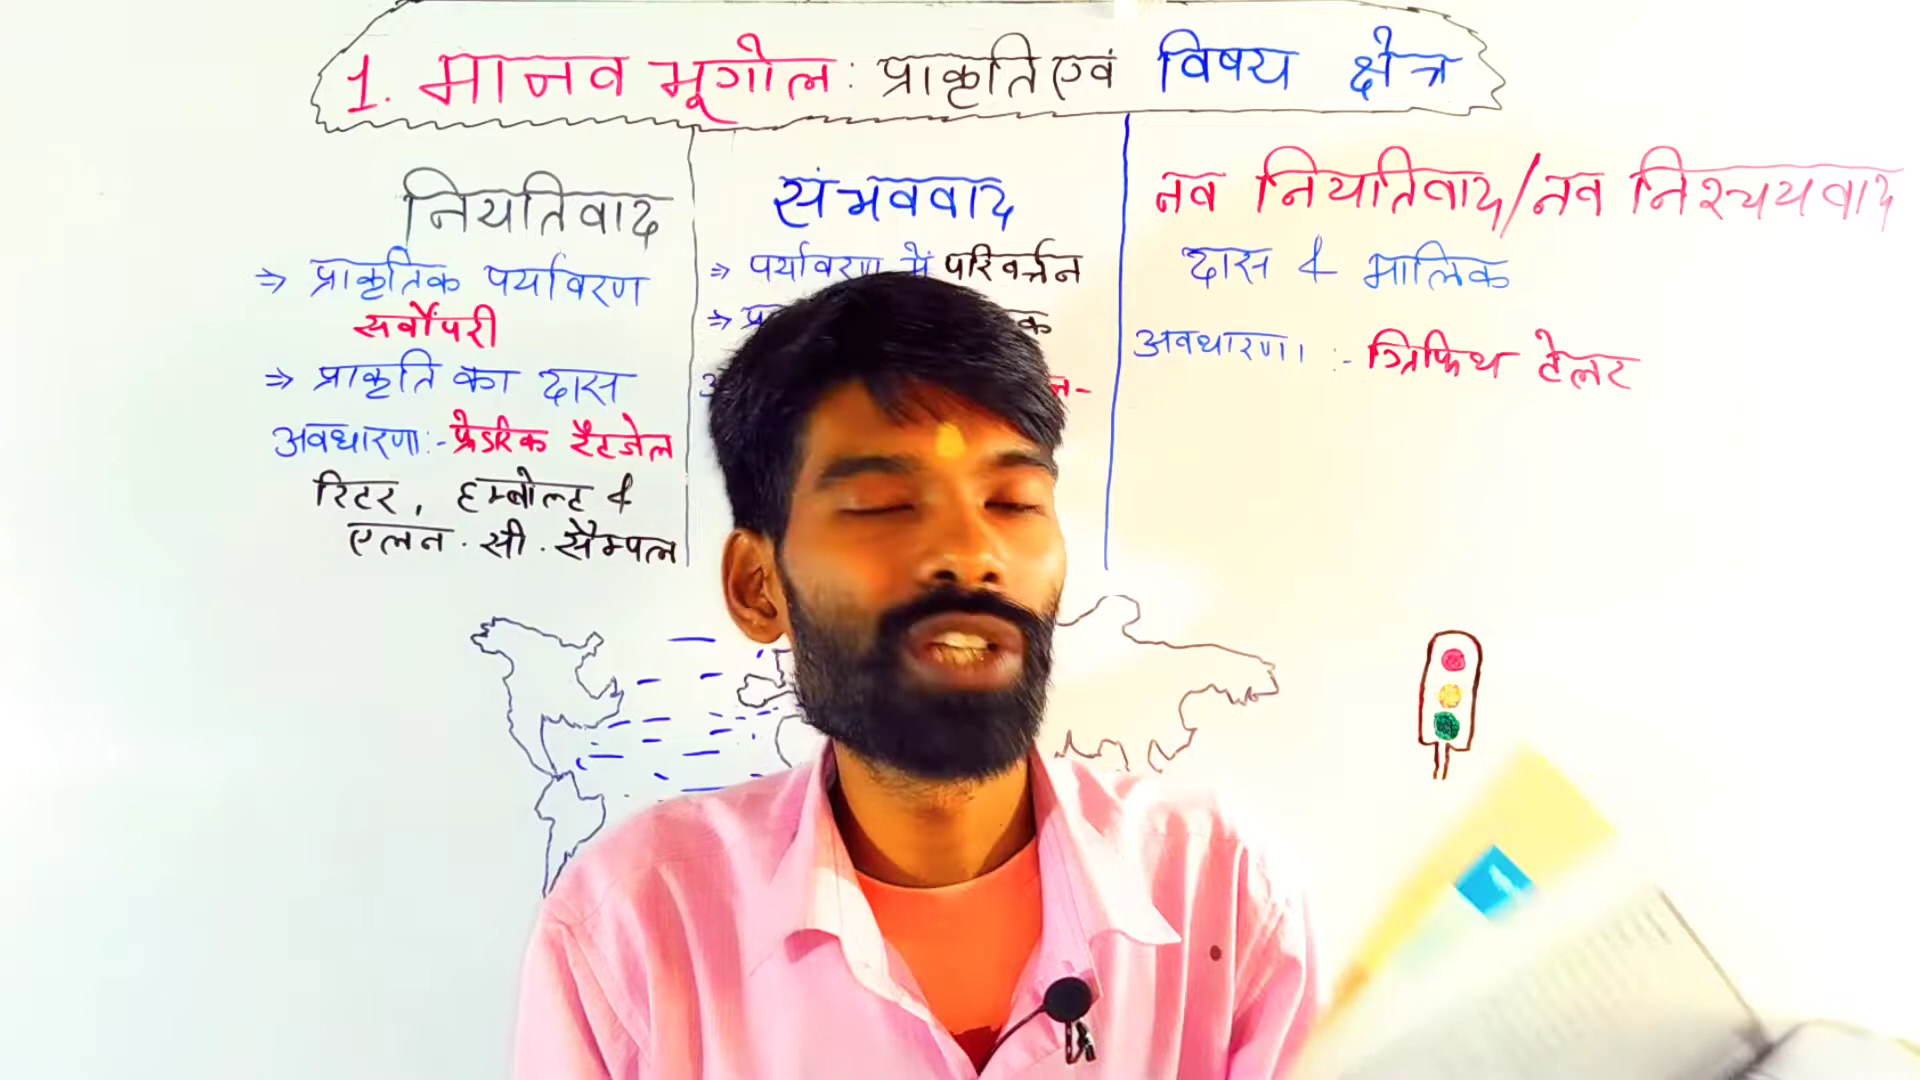 1. मानव भूगोल: प्राकृति एवं विषय क्षेत्र
नियतिवाद
⇒ प्राकृतिक पर्यावरण
सर्वोपरी
⇒ प्राकृति का दास
अवधारणा:- फ्रेडरिक रैटजेल
रिटर, हम्बोल्ट &
एलन. सी. सैम्पल
संभववाद
⇒ पर्यावरण में परिवर्तन
⇒
नव नियतिवाद/नव निश्चयवाद
दास & मालिक
अवधारणा :- ग्रिफिथ टेलर